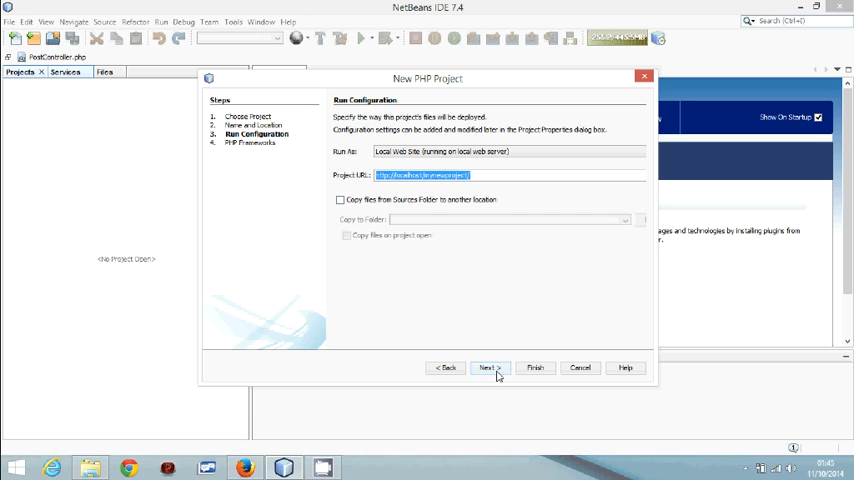 NetBeans IDE 7.4
File Edit View Navigate Source Refactor Run Debug Team Tools Window Help
Search (Ctrl+I)
PostController.php
Projects Services Files
New PHP Project
Steps
1. Choose Project
2. Name and Location
3. Run Configuration
4. PHP Frameworks
Run Configuration
Specify the way this project's files will be deployed.
Configuration settings can be added and modified later in the Project Properties dialog box.
Run As: Local Web Site (running on local web server)
Project URL: http://localhost/mynewproject/
Copy files from Sources Folder to another location
Copy to Folder:
Copy files on project open
< Back Next > Finish Cancel Help
Show On Startup
ages and technologies by installing plugins from
r.
<No Project Open>
1
01:45
11/10/2014